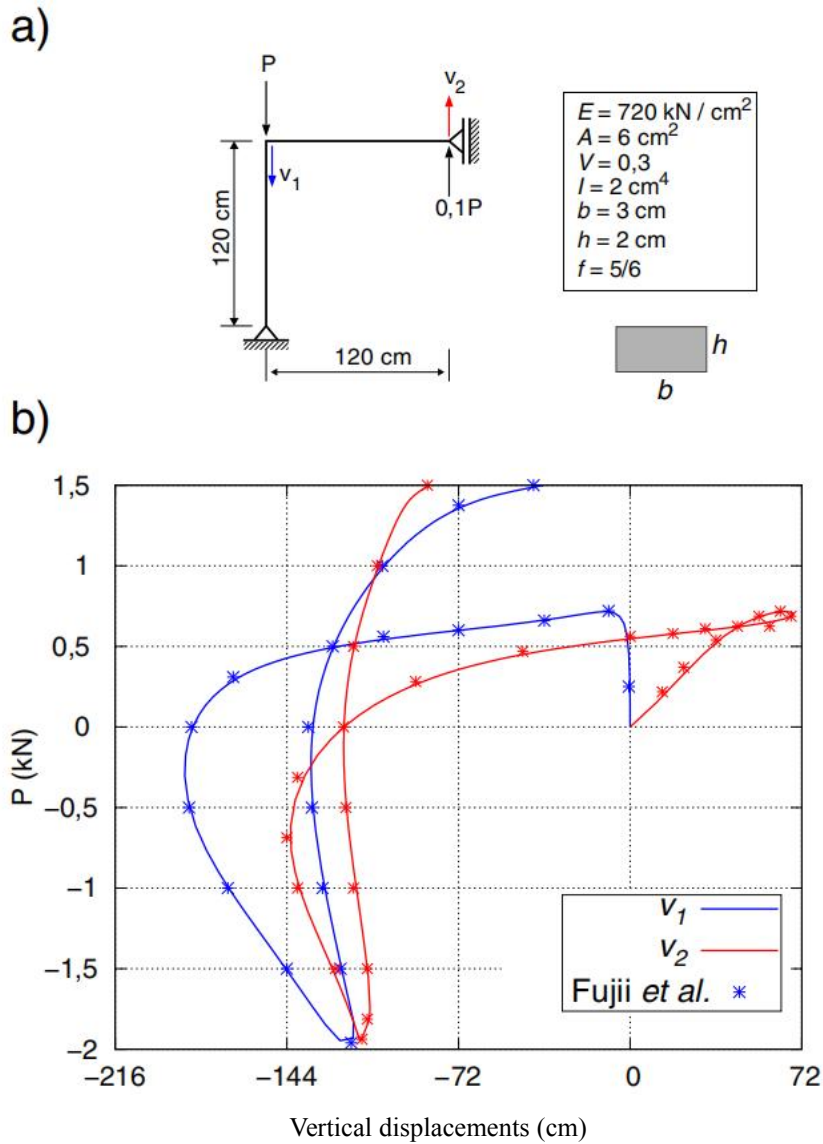 a)
P
v2
v1
0,1P
120 cm
120 cm
E = 720 kN / cm2
A = 6 cm2
V = 0,3
I = 2 cm4
b = 3 cm
h = 2 cm
f = 5/6
h
b
b)
P (kN)
1,5
1
0,5
0
−0,5
−1
−1,5
−2
v1
v2
Fujii et al.
−216
−144
−72
0
72
Vertical displacements (cm)